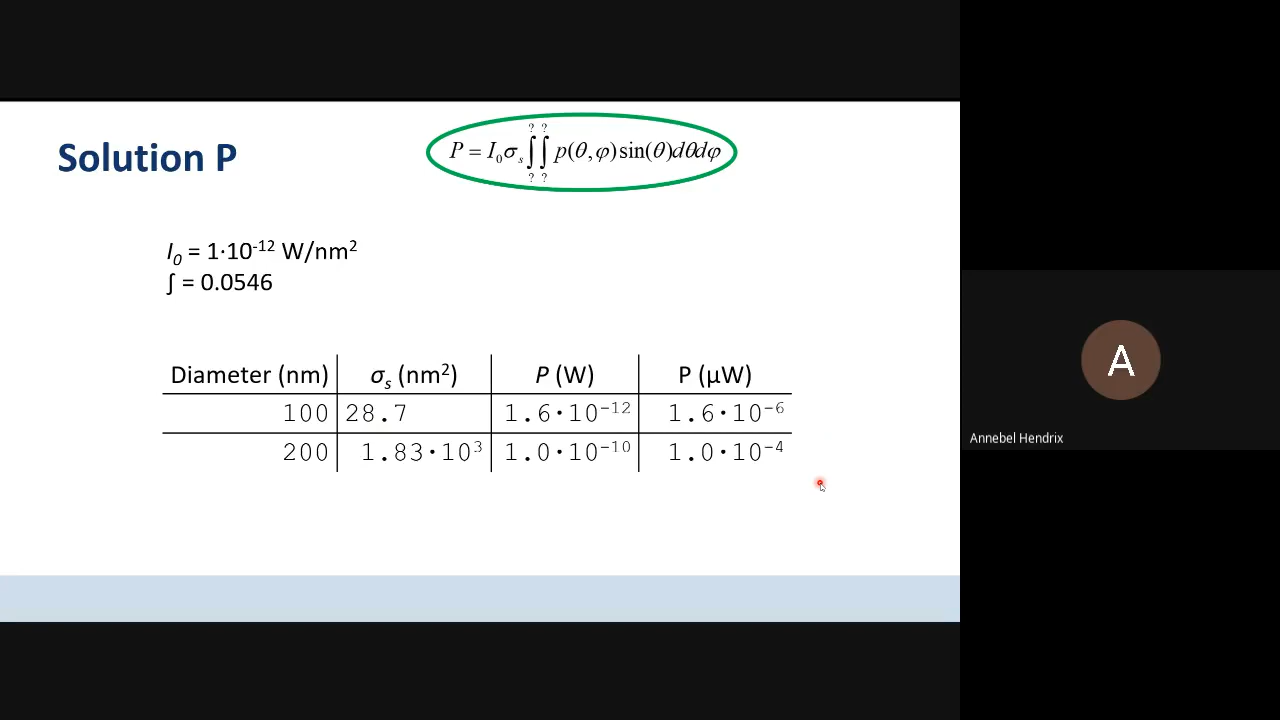 Solution P
P = I₀σₛ ∫_?^? ∫_?^? p(θ,φ)sin(θ)dθdφ
I₀ = 1·10⁻¹² W/nm²
∫ = 0.0546
Diameter (nm) σₛ (nm²) P (W) P (µW)
100 28.7 1.6·10⁻¹² 1.6·10⁻⁶
200 1.83·10³ 1.0·10⁻¹⁰ 1.0·10⁻⁴
A
Annebel Hendrix